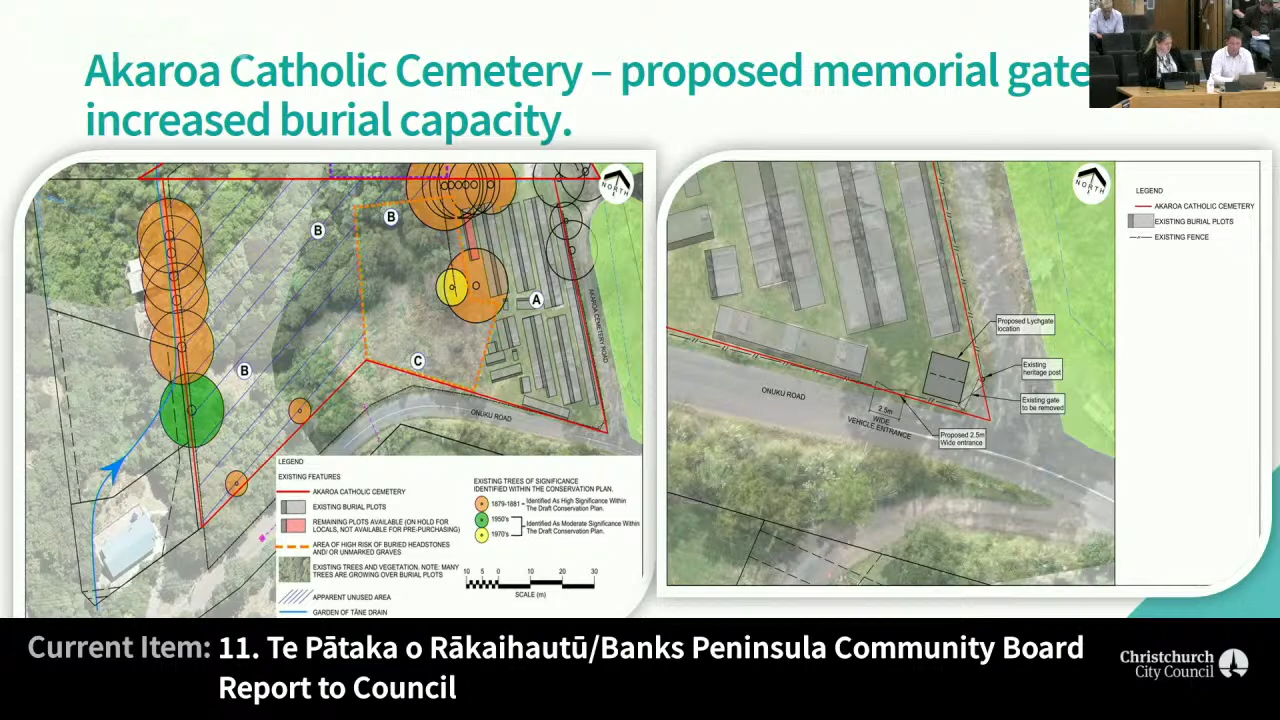 Akaroa Catholic Cemetery – proposed memorial gate
increased burial capacity.
NORTH
B
B
A
B
C
AKAROA CEMETERY ROAD
ONUKU ROAD
LEGEND
EXISTING FEATURES
AKAROA CATHOLIC CEMETERY
EXISTING BURIAL PLOTS
REMAINING PLOTS AVAILABLE (ON HOLD FOR
LOCALS, NOT AVAILABLE FOR PRE-PURCHASING)
AREA OF HIGH RISK OF BURIED HEADSTONES
AND/ OR UNMARKED GRAVES
EXISTING TREES AND VEGETATION. NOTE: MANY
TREES ARE GROWING OVER BURIAL PLOTS
APPARENT UNUSED AREA
GARDEN OF TĀNE DRAIN
EXISTING TREES OF SIGNIFICANCE
IDENTIFIED WITHIN THE CONSERVATION PLAN.
1879-1881 - Identified As High Significance Within
The Draft Conservation Plan.
1950's
Identified As Moderate Significance Within
The Draft Conservation Plan.
1970's
10 5 0 10 20 30
SCALE (m)
NORTH
LEGEND
AKAROA CATHOLIC CEMETERY
EXISTING BURIAL PLOTS
EXISTING FENCE
Proposed Lychgate
location
Existing
heritage post
Existing gate
to be removed
ONUKU ROAD
2.5m
WIDE
VEHICLE ENTRANCE
Proposed 2.5m
Wide entrance
Current Item: 11. Te Pātaka o Rākaihautū/Banks Peninsula Community Board
Report to Council
Christchurch
City Council